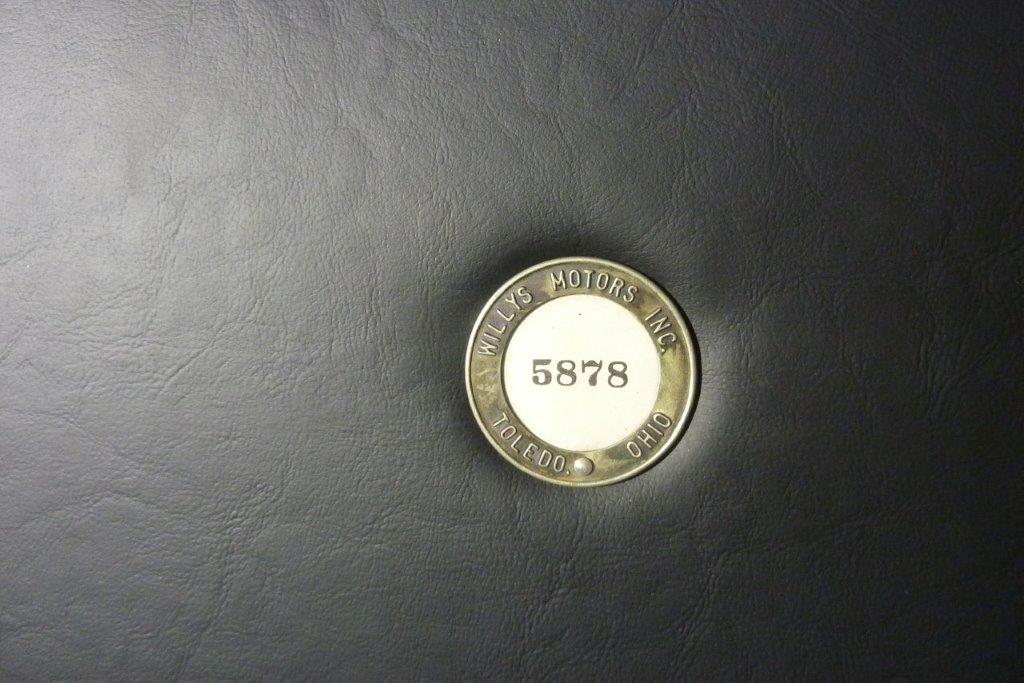 WILLYS MOTORS INC.
5878
TOLEDO. OHIO